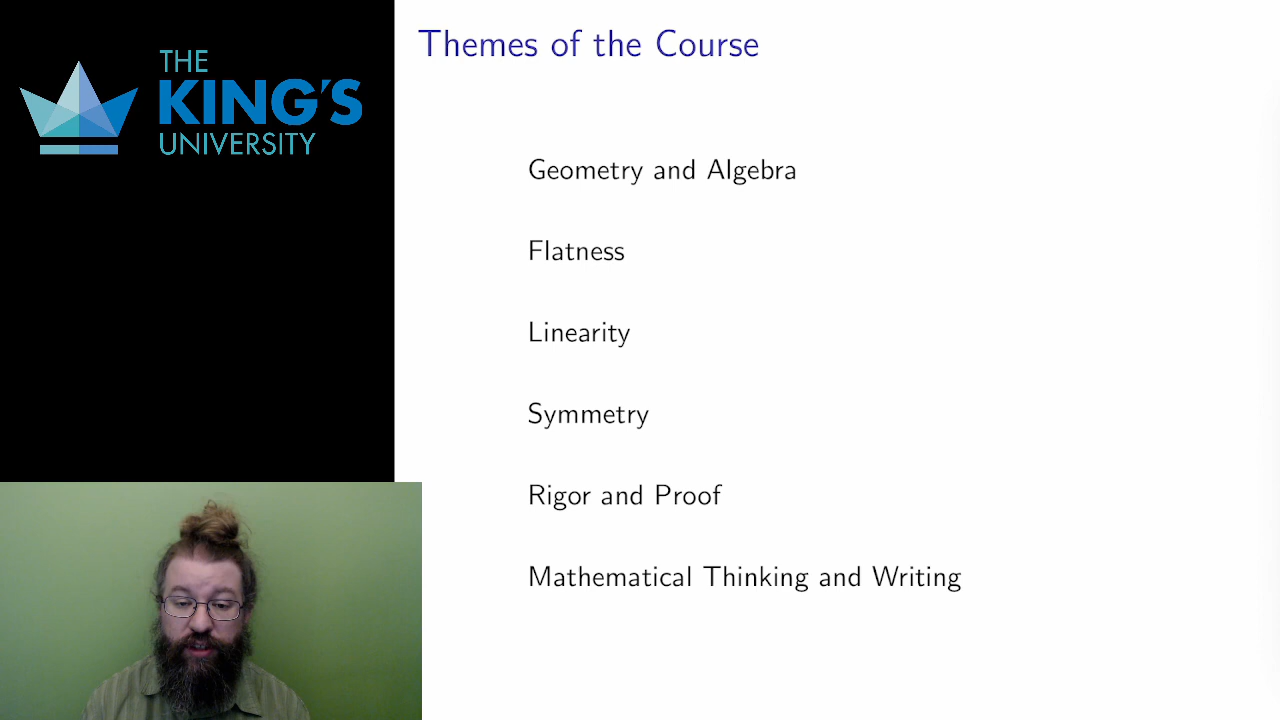 THE
KING'S
UNIVERSITY
Themes of the Course
Geometry and Algebra
Flatness
Linearity
Symmetry
Rigor and Proof
Mathematical Thinking and Writing